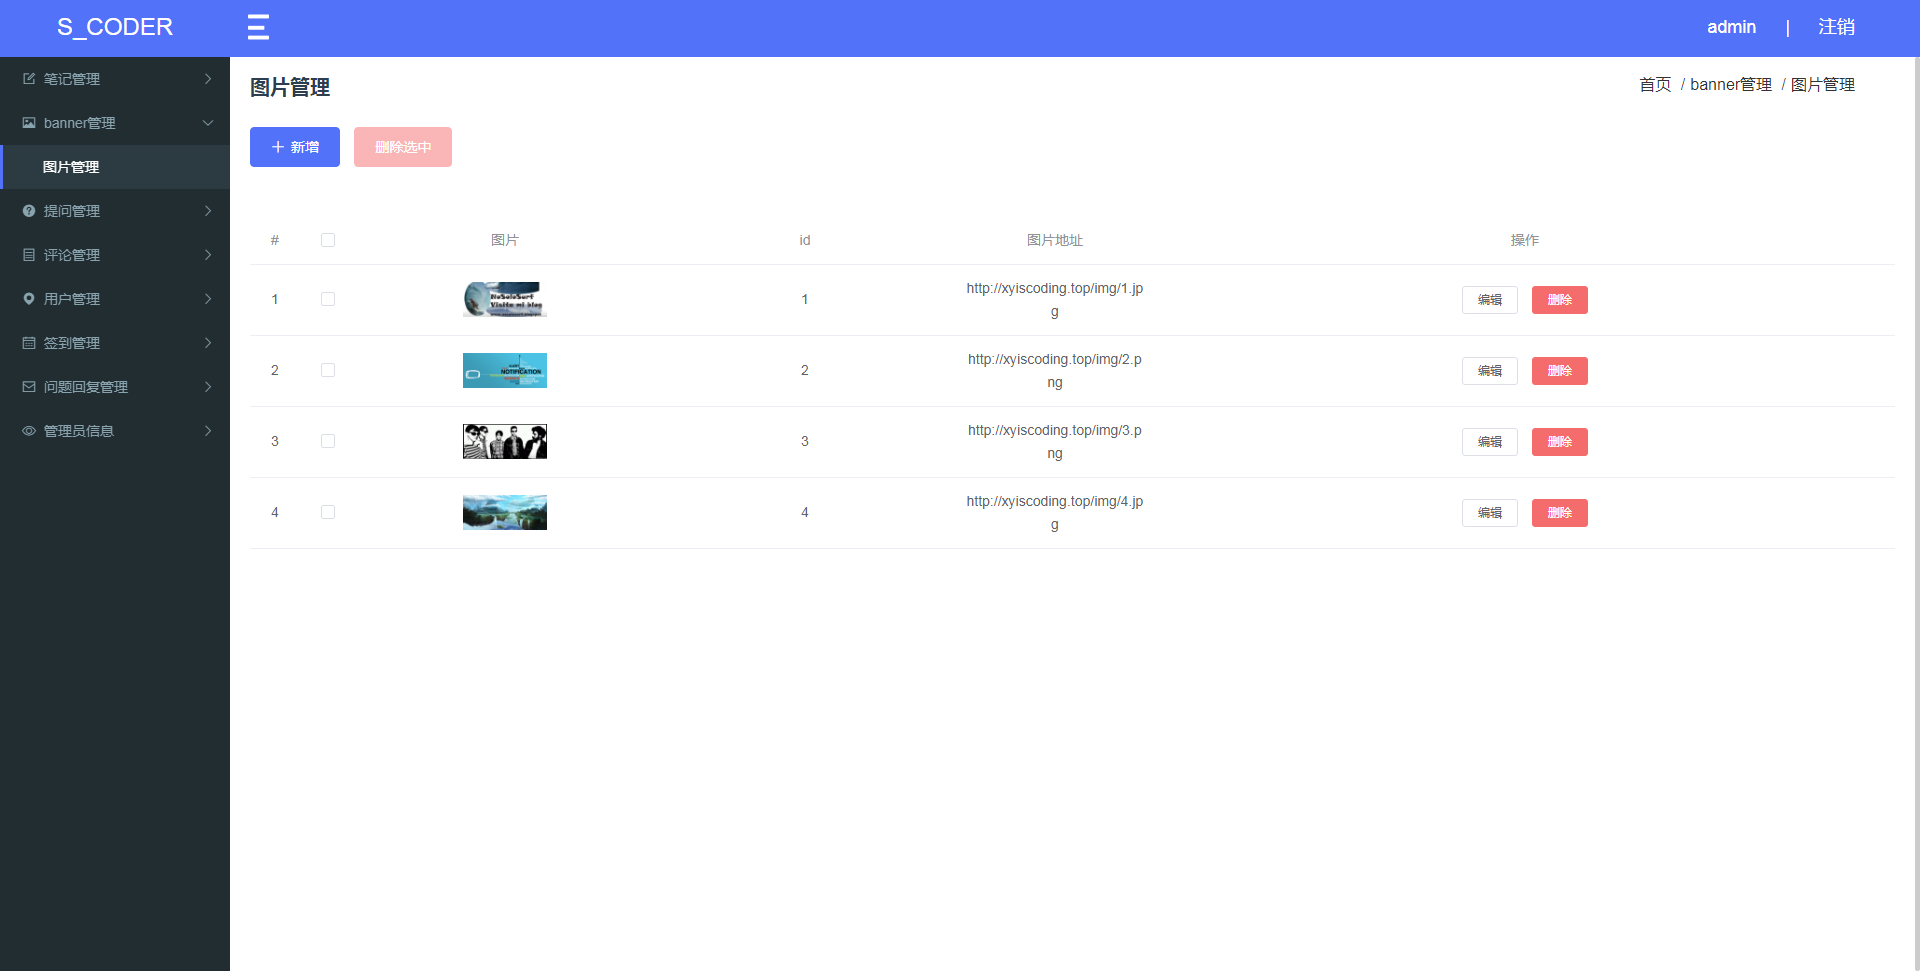 S_CODER
admin | 注销
笔记管理
banner管理
图片管理
提问管理
评论管理
用户管理
签到管理
问题回复管理
管理员信息
图片管理
首页 / banner管理 / 图片管理
新增 删除选中
# 图片 id 图片地址 操作
1 1 http://xyiscoding.top/img/1.jp
g
编辑 删除
NoSoloSurf
Visita mi blog
2 2 http://xyiscoding.top/img/2.p
ng
编辑 删除
NOTIFICATION
3 3 http://xyiscoding.top/img/3.p
ng
编辑 删除
4 4 http://xyiscoding.top/img/4.jp
g
编辑 删除